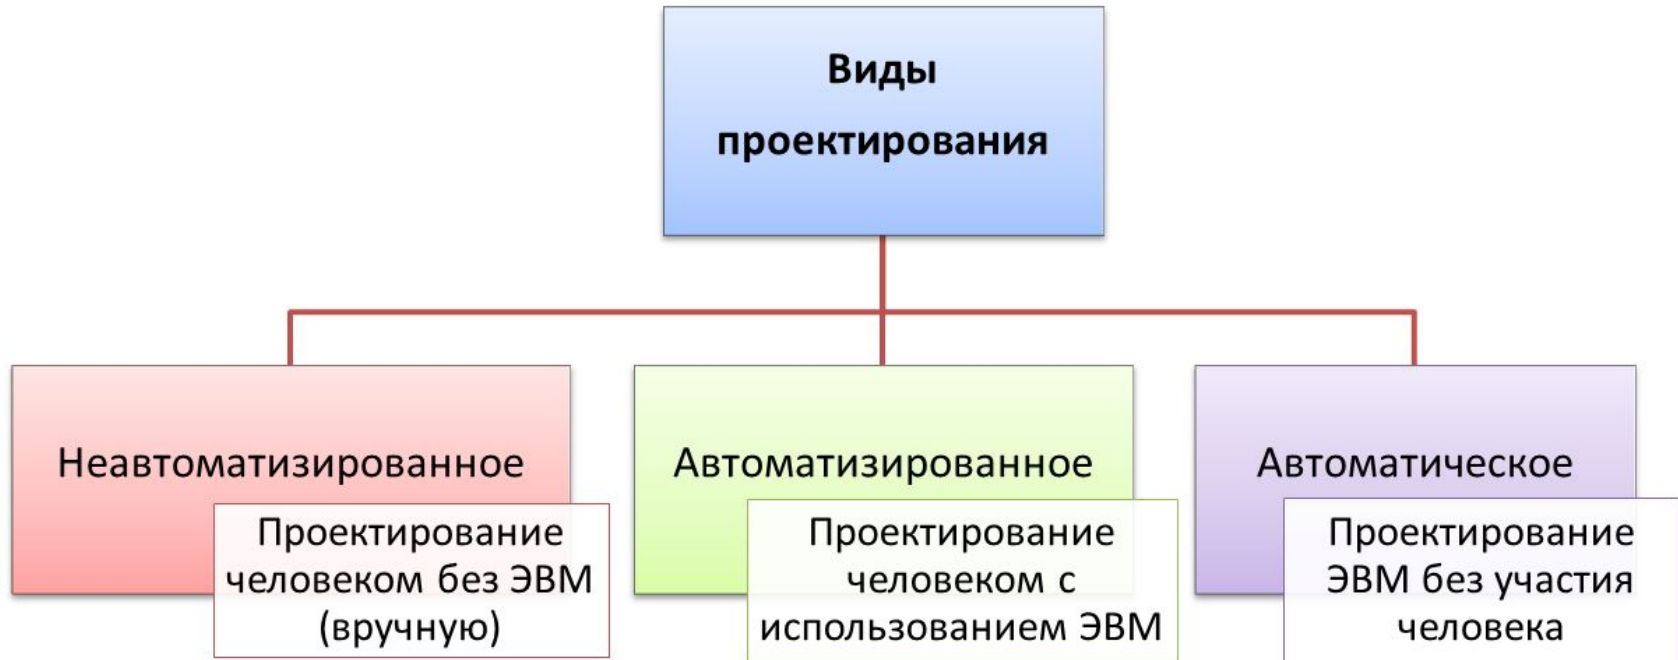 Виды
проектирования
Неавтоматизированное
Проектирование
человеком без ЭВМ
(вручную)
Автоматизированное
Проектирование
человеком с
использованием ЭВМ
Автоматическое
Проектирование
ЭВМ без участия
человека